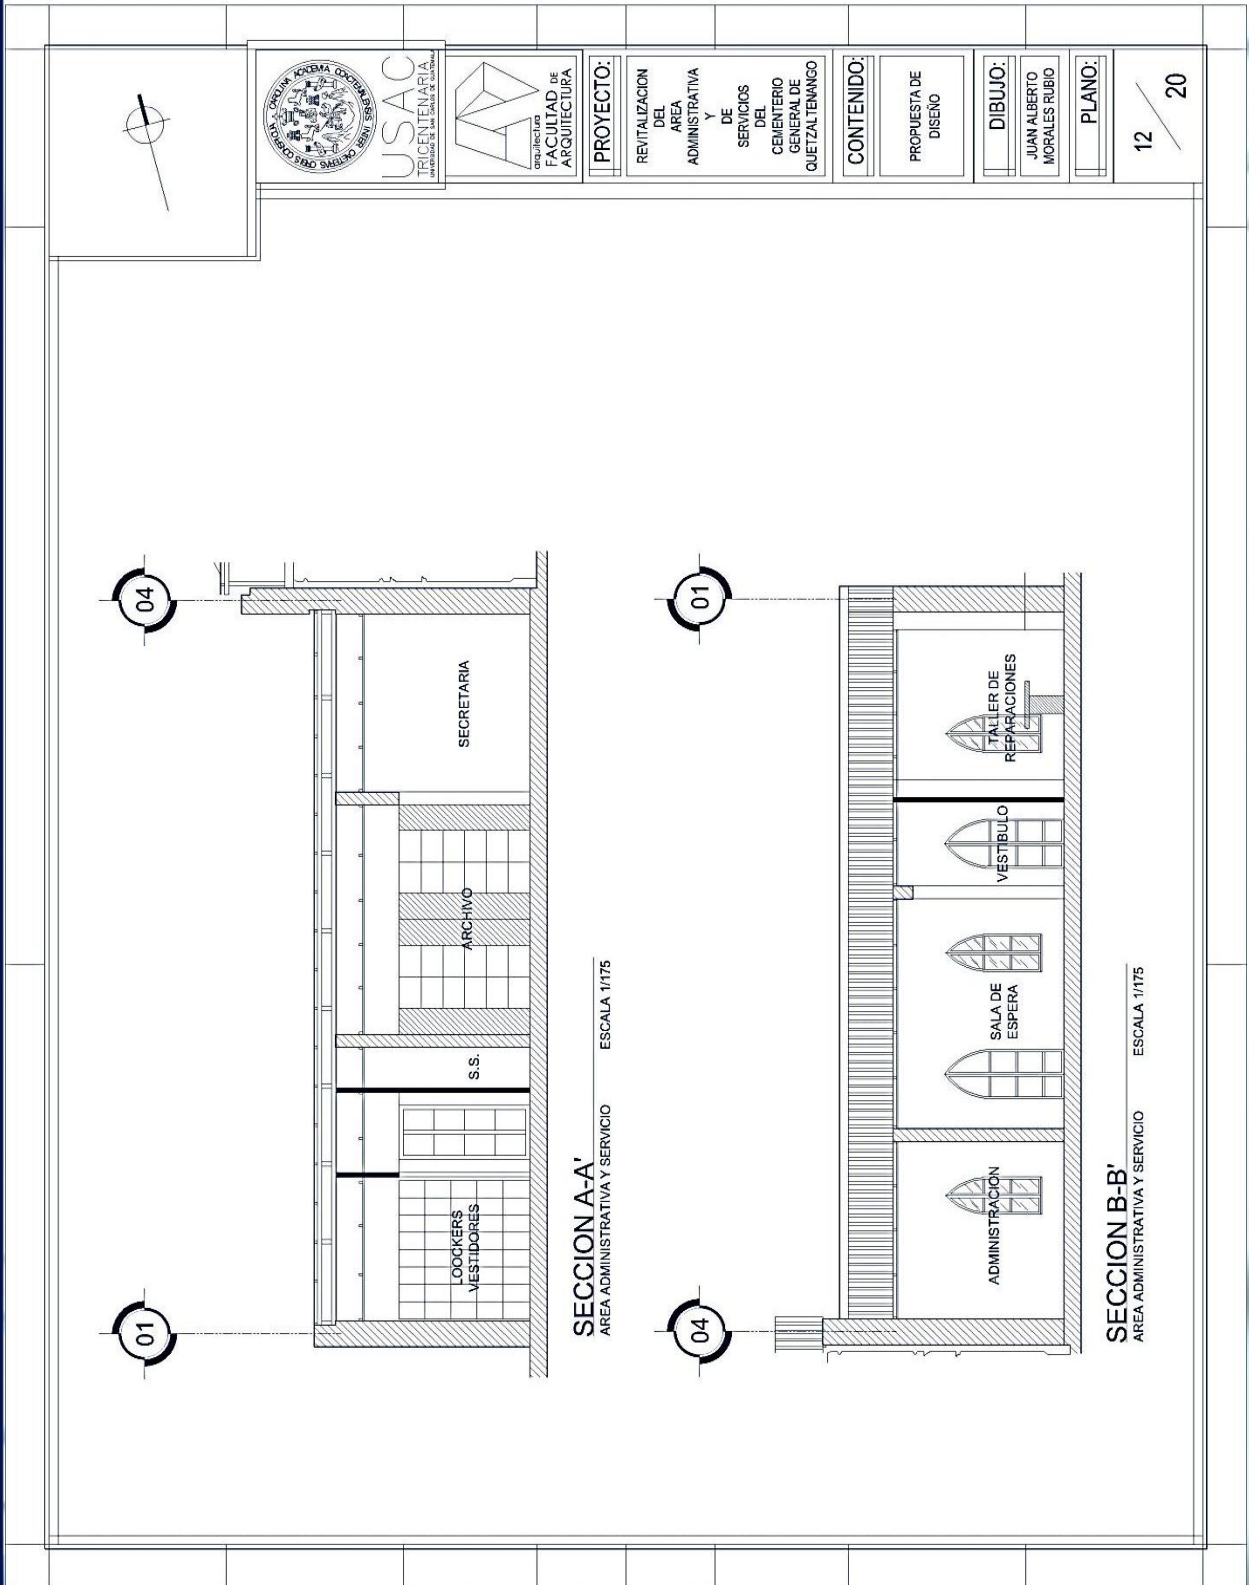 04
01
SECRETARIA
ARCHIVO
S.S.
LOOCKERS
VESTIDORES
SECCION A-A'
AREA ADMINISTRATIVA Y SERVICIO
ESCALA 1/175
01
04
TALLER DE
REPARACIONES
VESTIBULO
SALA DE
ESPERA
ADMINISTRACION
SECCION B-B'
AREA ADMINISTRATIVA Y SERVICIO
ESCALA 1/175
USAC
TRICENTENARIA
UNIVERSIDAD DE SAN CARLOS DE GUATEMALA
arquitectura
FACULTAD DE
ARQUITECTURA
PROYECTO:
REVITALIZACION
DEL
AREA
ADMINISTRATIVA
Y
DE
SERVICIOS
DEL
CEMENTERIO
GENERAL DE
QUETZALTENANGO
CONTENIDO:
PROPUESTA DE
DISEÑO
DIBUJO:
JUAN ALBERTO
MORALES RUBIO
PLANO:
12
20